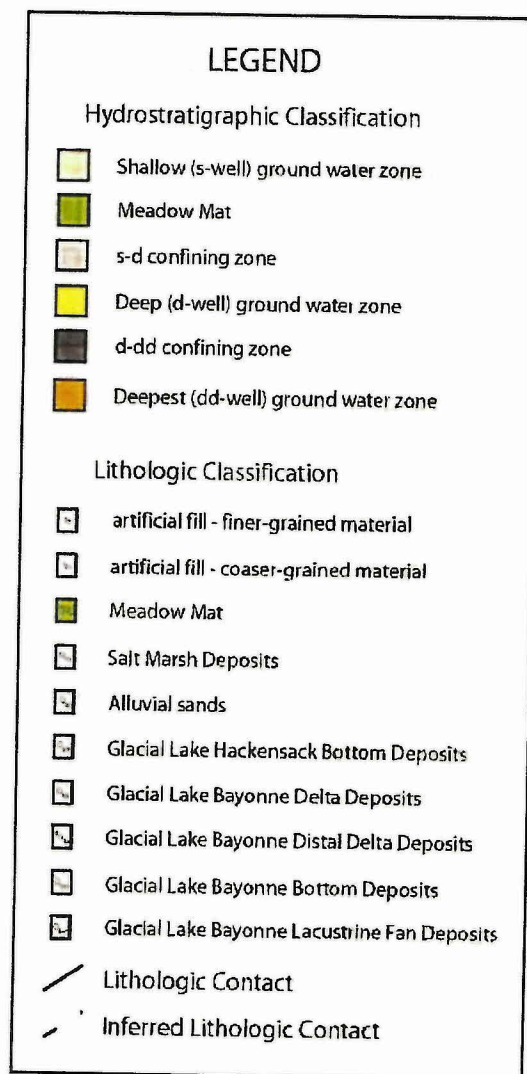 LEGEND
Hydrostratigraphic Classification
Shallow (s-well) ground water zone
Meadow Mat
s-d confining zone
Deep (d-well) ground water zone
d-dd confining zone
Deepest (dd-well) ground water zone
Lithologic Classification
artificial fill - finer-grained material
artificial fill - coaser-grained material
Meadow Mat
Salt Marsh Deposits
Alluvial sands
Glacial Lake Hackensack Bottom Deposits
Glacial Lake Bayonne Delta Deposits
Glacial Lake Bayonne Distal Delta Deposits
Glacial Lake Bayonne Bottom Deposits
Glacial Lake Bayonne Lacustrine Fan Deposits
Lithologic Contact
Inferred Lithologic Contact